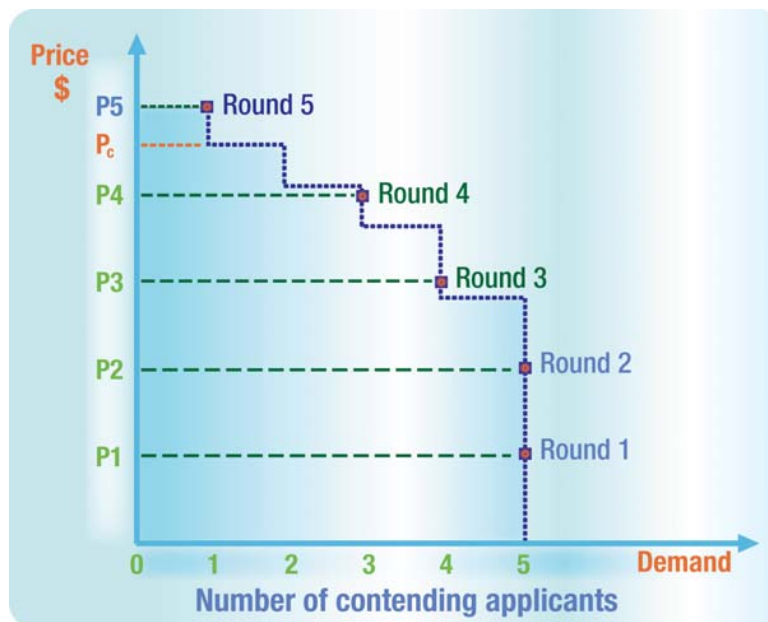 Price
$
P5
Round 5
Pc
P4
Round 4
P3
Round 3
P2
Round 2
P1
Round 1
0 1 2 3 4 5 Demand
Number of contending applicants